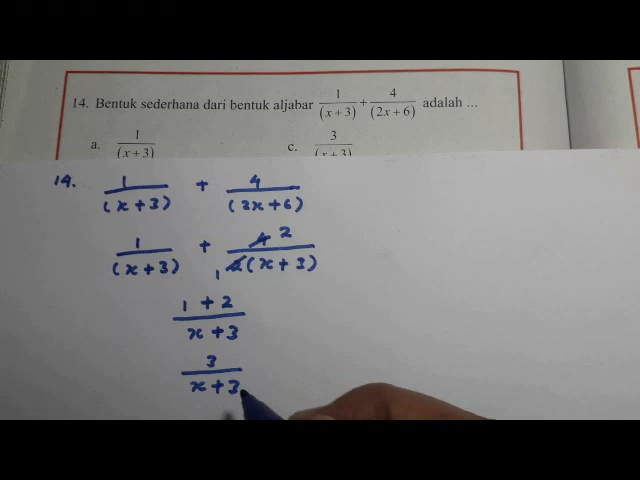 14. Bentuk sederhana dari bentuk aljabar 1/(x+3) + 4/(2x+6) adalah ...
a. 1/(x+3) c. 3/(x+3)
14. 1/(x+3) + 4/(2x+6)
1/(x+3) + 4 2/1 2(x+3)
1+2/x+3
3/x+3